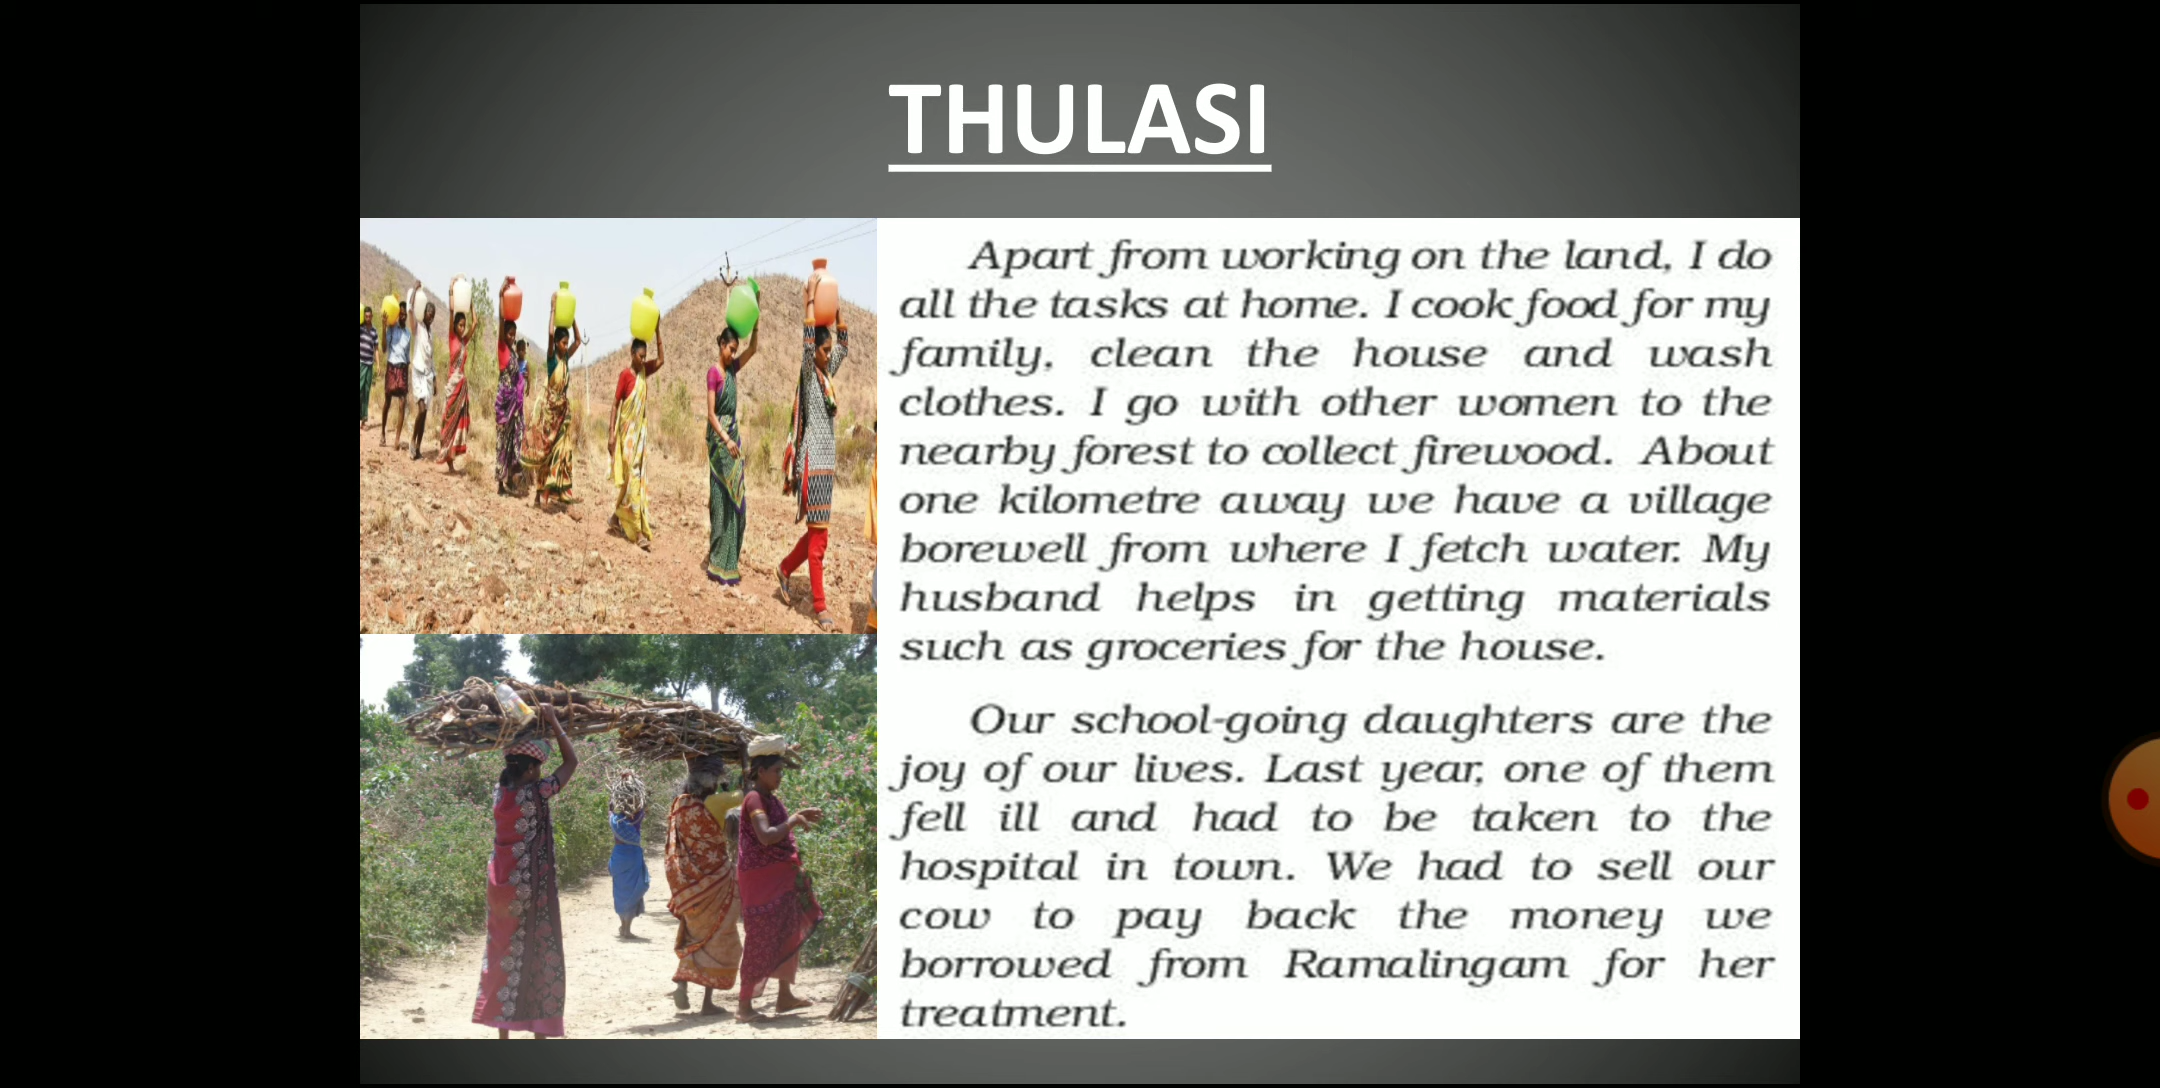 THULASI
Apart from working on the land, I do
all the tasks at home. I cook food for my
family, clean the house and wash
clothes. I go with other women to the
nearby forest to collect firewood. About
one kilometre away we have a village
borewell from where I fetch water. My
husband helps in getting materials
such as groceries for the house.
Our school-going daughters are the
joy of our lives. Last year, one of them
fell ill and had to be taken to the
hospital in town. We had to sell our
cow to pay back the money we
borrowed from Ramalingam for her
treatment.